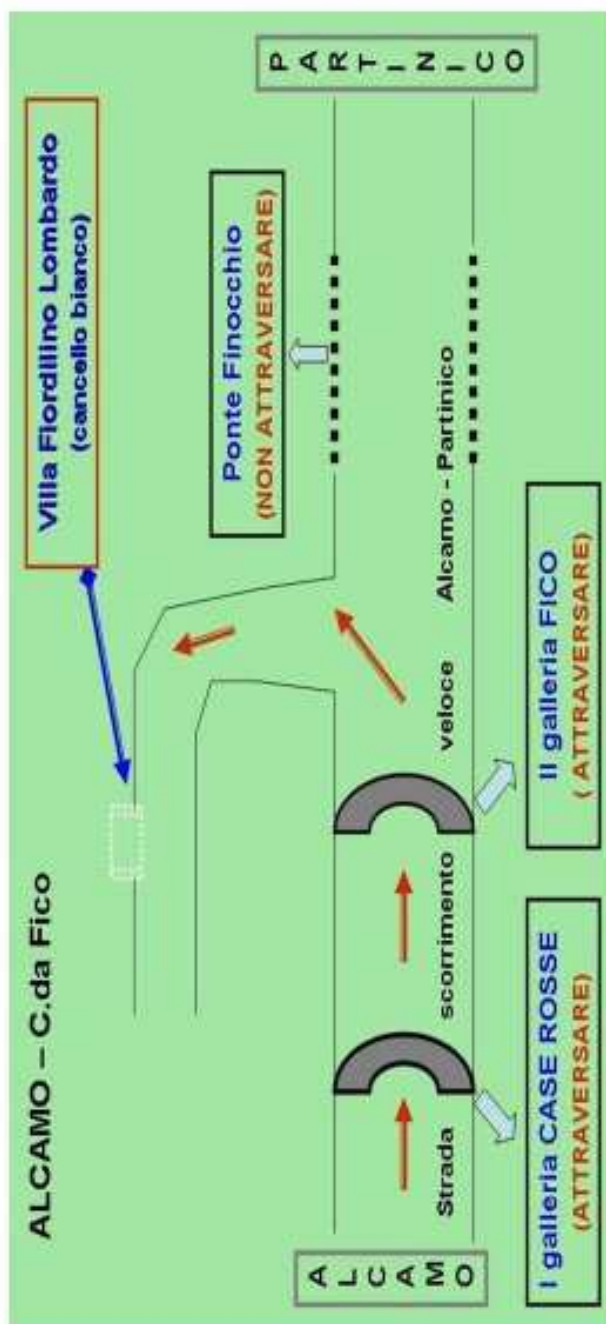 ALCAMO – C.da Fico
Villa Fiordilino Lombardo
(cancello bianco)
Ponte Finocchio
(NON ATTRAVERSARE)
PARTINICO
ALCAMO
Strada scorrimento veloce Alcamo - Partinico
I galleria CASE ROSSE
(ATTRAVERSARE)
II galleria FICO
( ATTRAVERSARE)